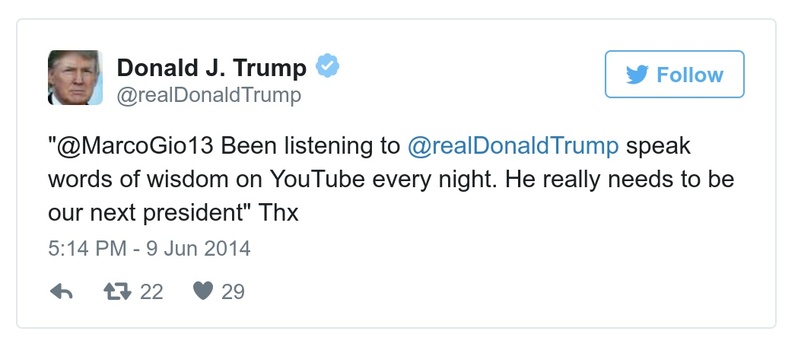 Donald J. Trump
@realDonaldTrump
Follow
"@MarcoGio13 Been listening to @realDonaldTrump speak
words of wisdom on YouTube every night. He really needs to be
our next president" Thx
5:14 PM - 9 Jun 2014
22 29